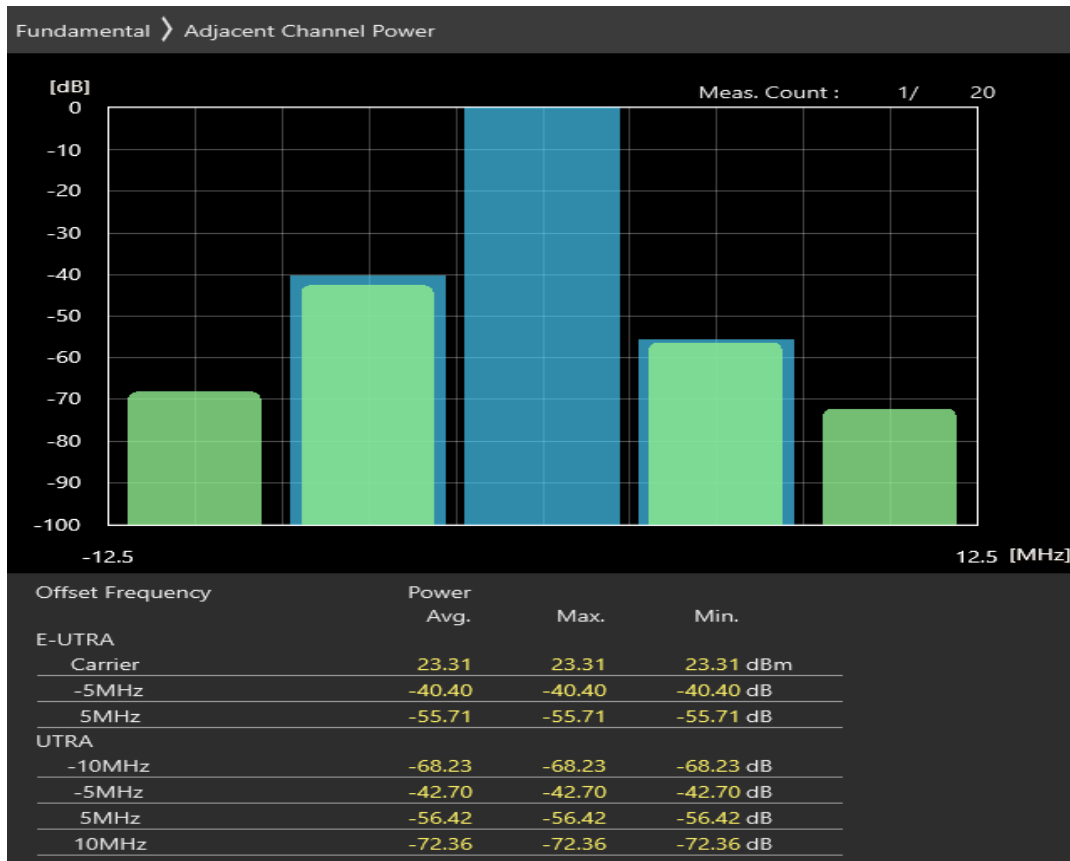 Fundamental 〉 Adjacent Channel Power
[dB]
Meas. Count : 1/ 20
0
-10
-20
-30
-40
-50
-60
-70
-80
-90
-100
-12.5 12.5 [MHz]
Offset Frequency Power
Avg. Max. Min.
E-UTRA
Carrier 23.31 23.31 23.31 dBm
-5MHz -40.40 -40.40 -40.40 dB
5MHz -55.71 -55.71 -55.71 dB
UTRA
-10MHz -68.23 -68.23 -68.23 dB
-5MHz -42.70 -42.70 -42.70 dB
5MHz -56.42 -56.42 -56.42 dB
10MHz -72.36 -72.36 -72.36 dB